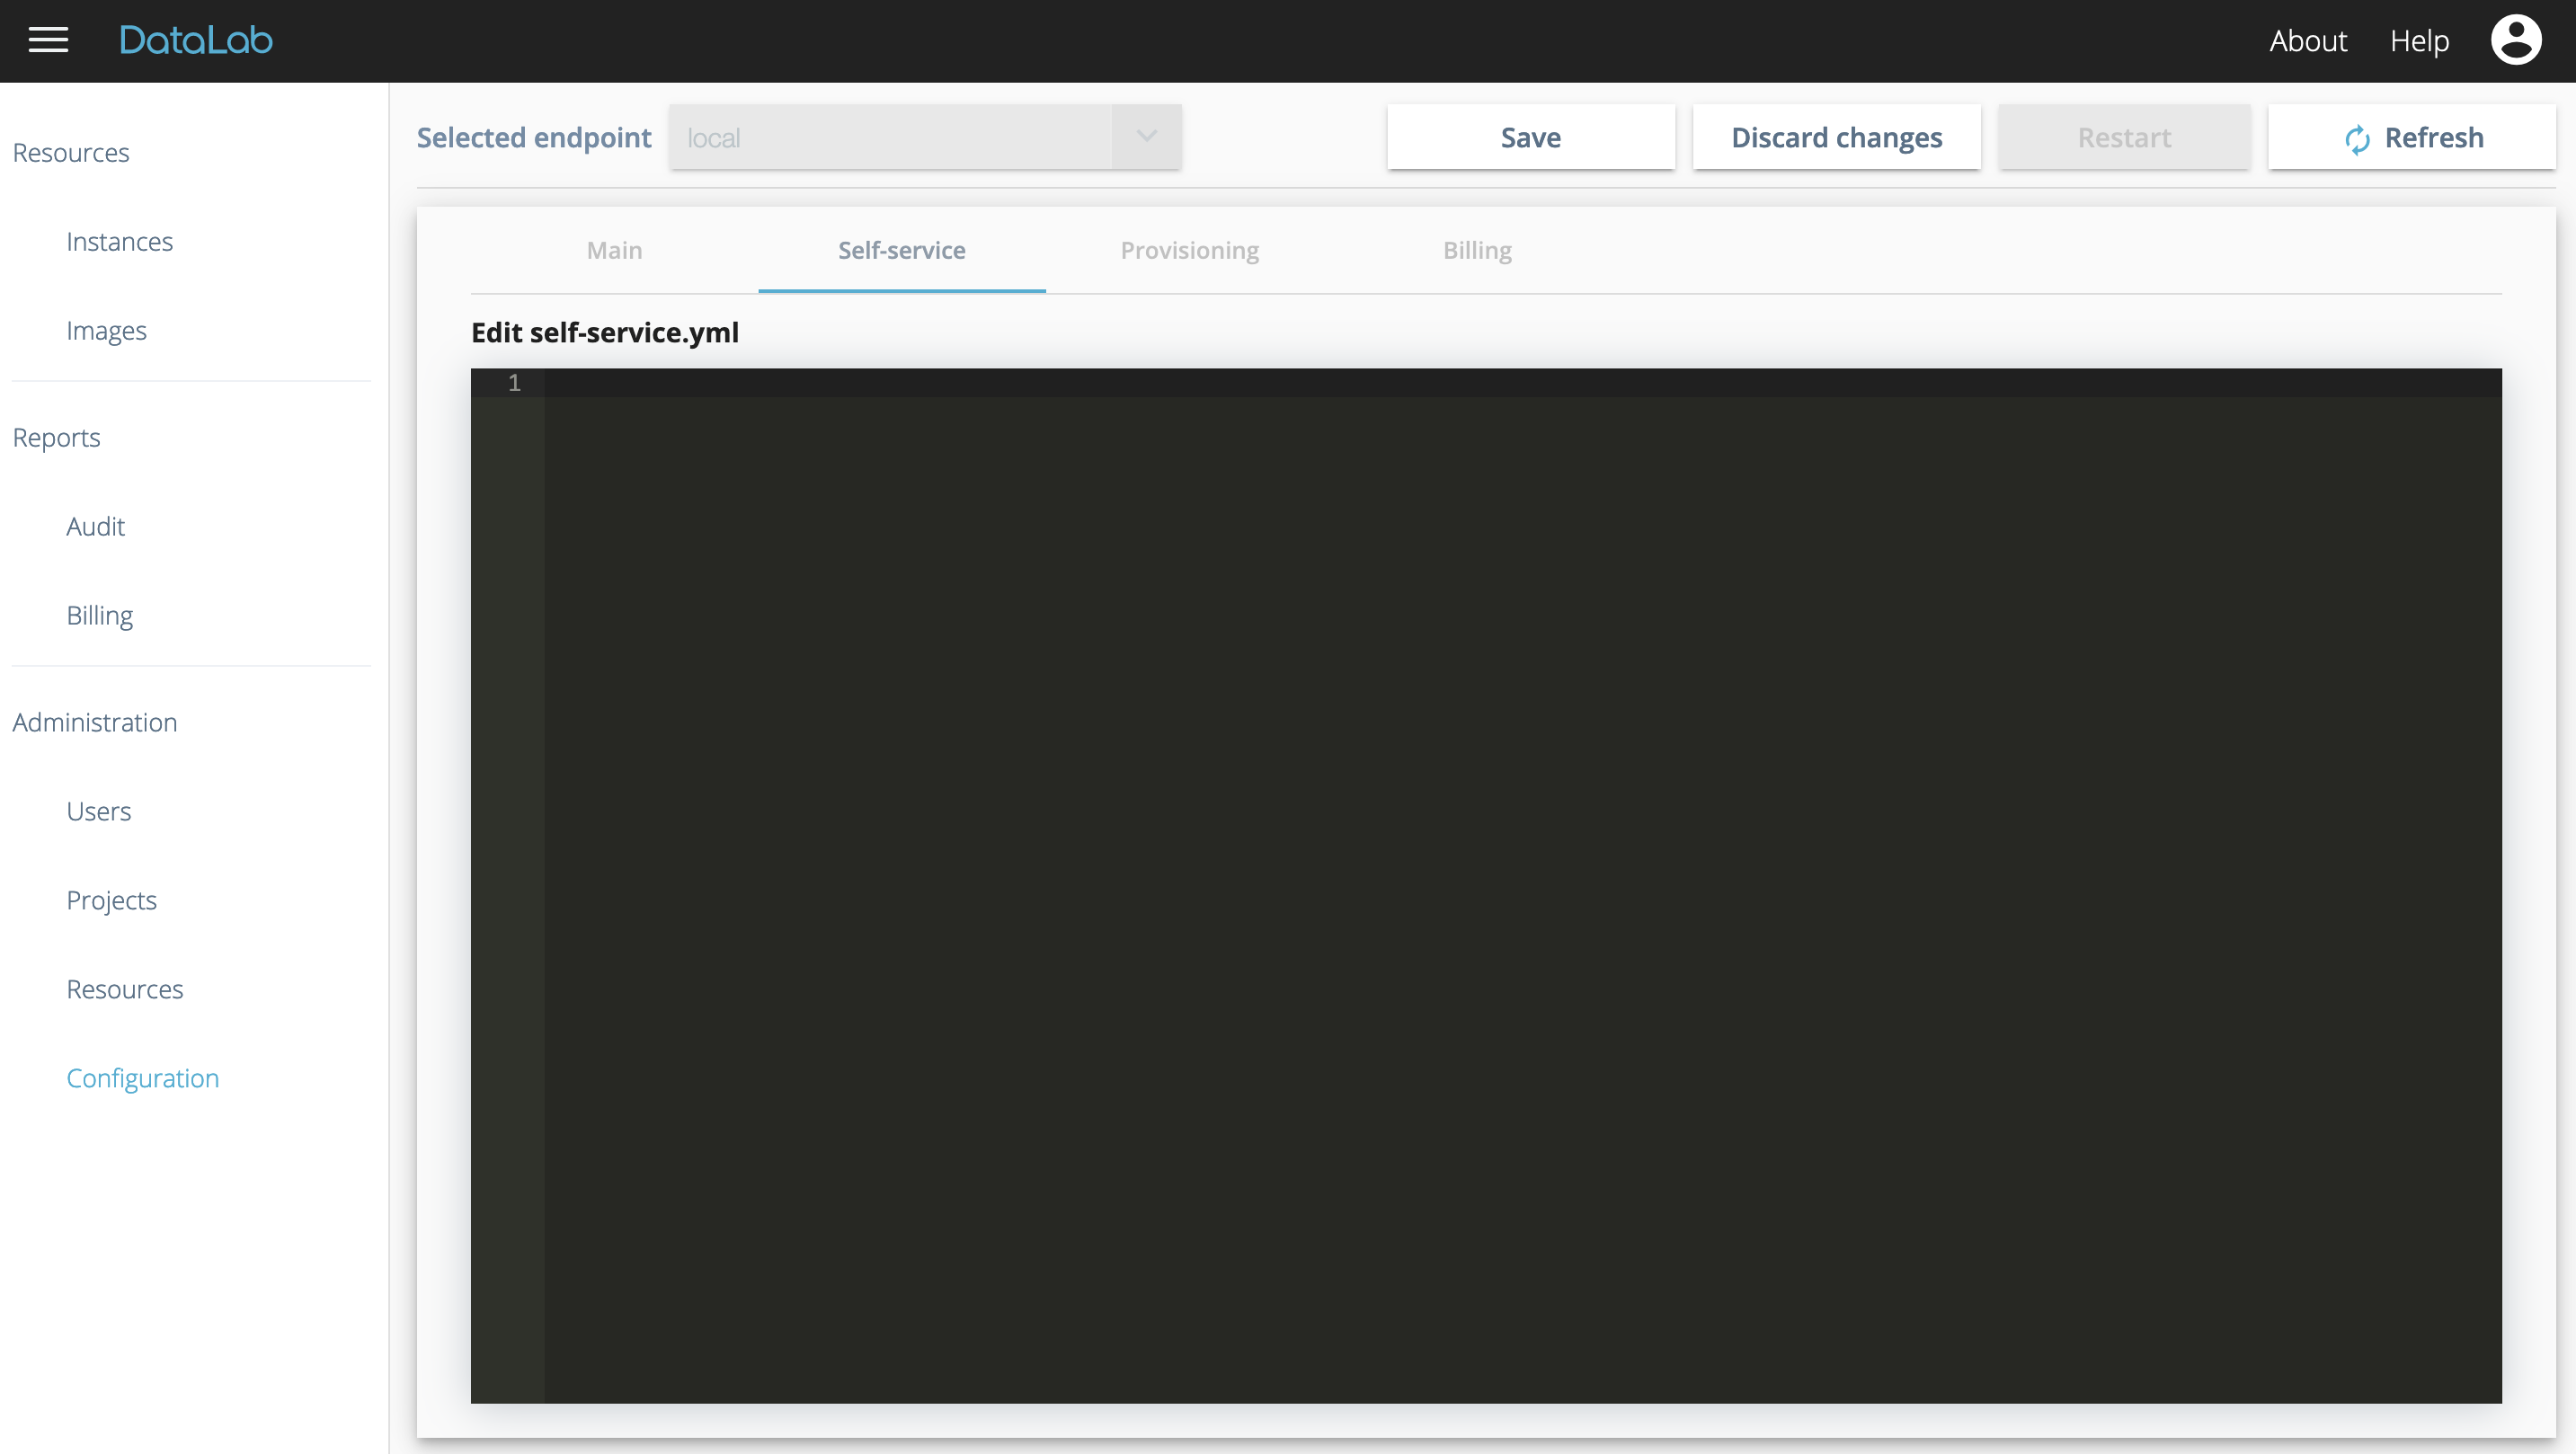 DataLab
About
Help
Resources
Instances
Images
Reports
Audit
Billing
Administration
Users
Projects
Resources
Configuration
Selected endpoint
local
Save
Discard changes
Restart
Refresh
Main
Self-service
Provisioning
Billing
Edit self-service.yml
1